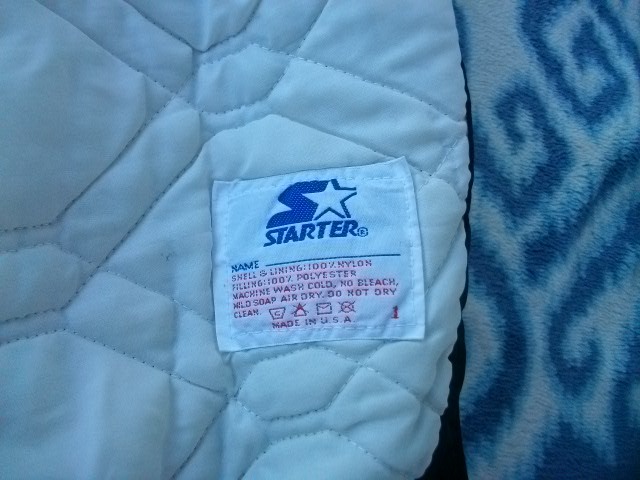 STARTER®
NAME
SHELL & LINING:100% NYLON
FILLING:100% POLYESTER
MACHINE WASH COLD, NO BLEACH,
MILD SOAP AIR DRY. DO NOT DRY
CLEAN.
MADE IN U S A
1